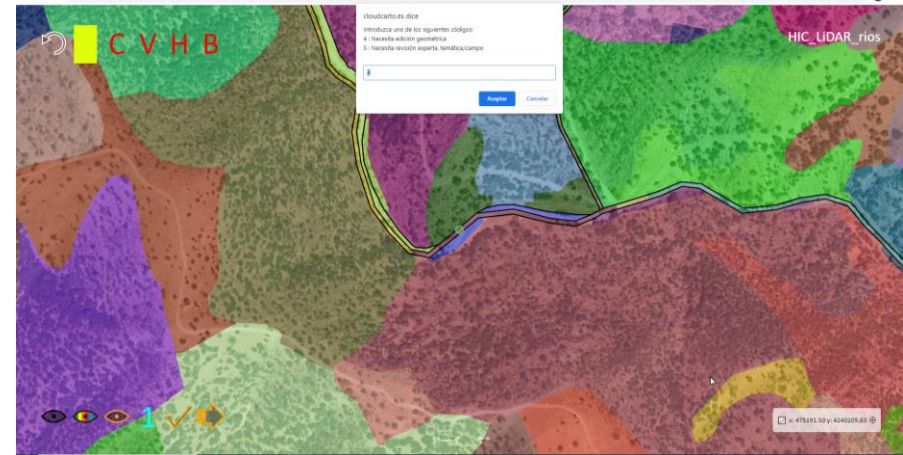 cloudcarto.es dice
Introduzca uno de los siguientes códigos:
4 : Necesita edición geométrica
5 : Necesita revisión experta, temática/campo
4
Aceptar Cancelar
C V H B
HIC_LiDAR_rios
1
x: 475151.50 y: 4240205.63